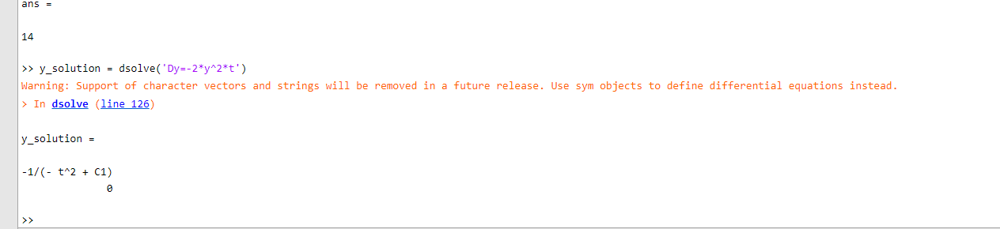 ans =
14
>> y_solution = dsolve('Dy=-2*y^2*t')
Warning: Support of character vectors and strings will be removed in a future release. Use sym objects to define differential equations instead.
> In dsolve (line 126)
y_solution =
-1/(- t^2 + C1)
0
>>